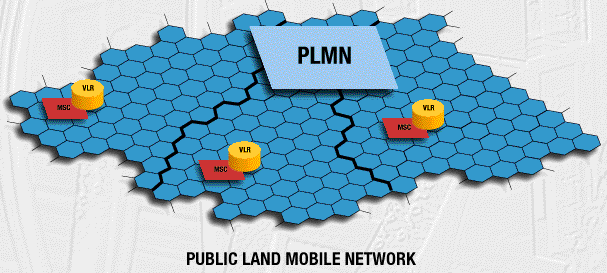 PLMN
VLR
MSC
VLR
MSC
VLR
MSC
PUBLIC LAND MOBILE NETWORK